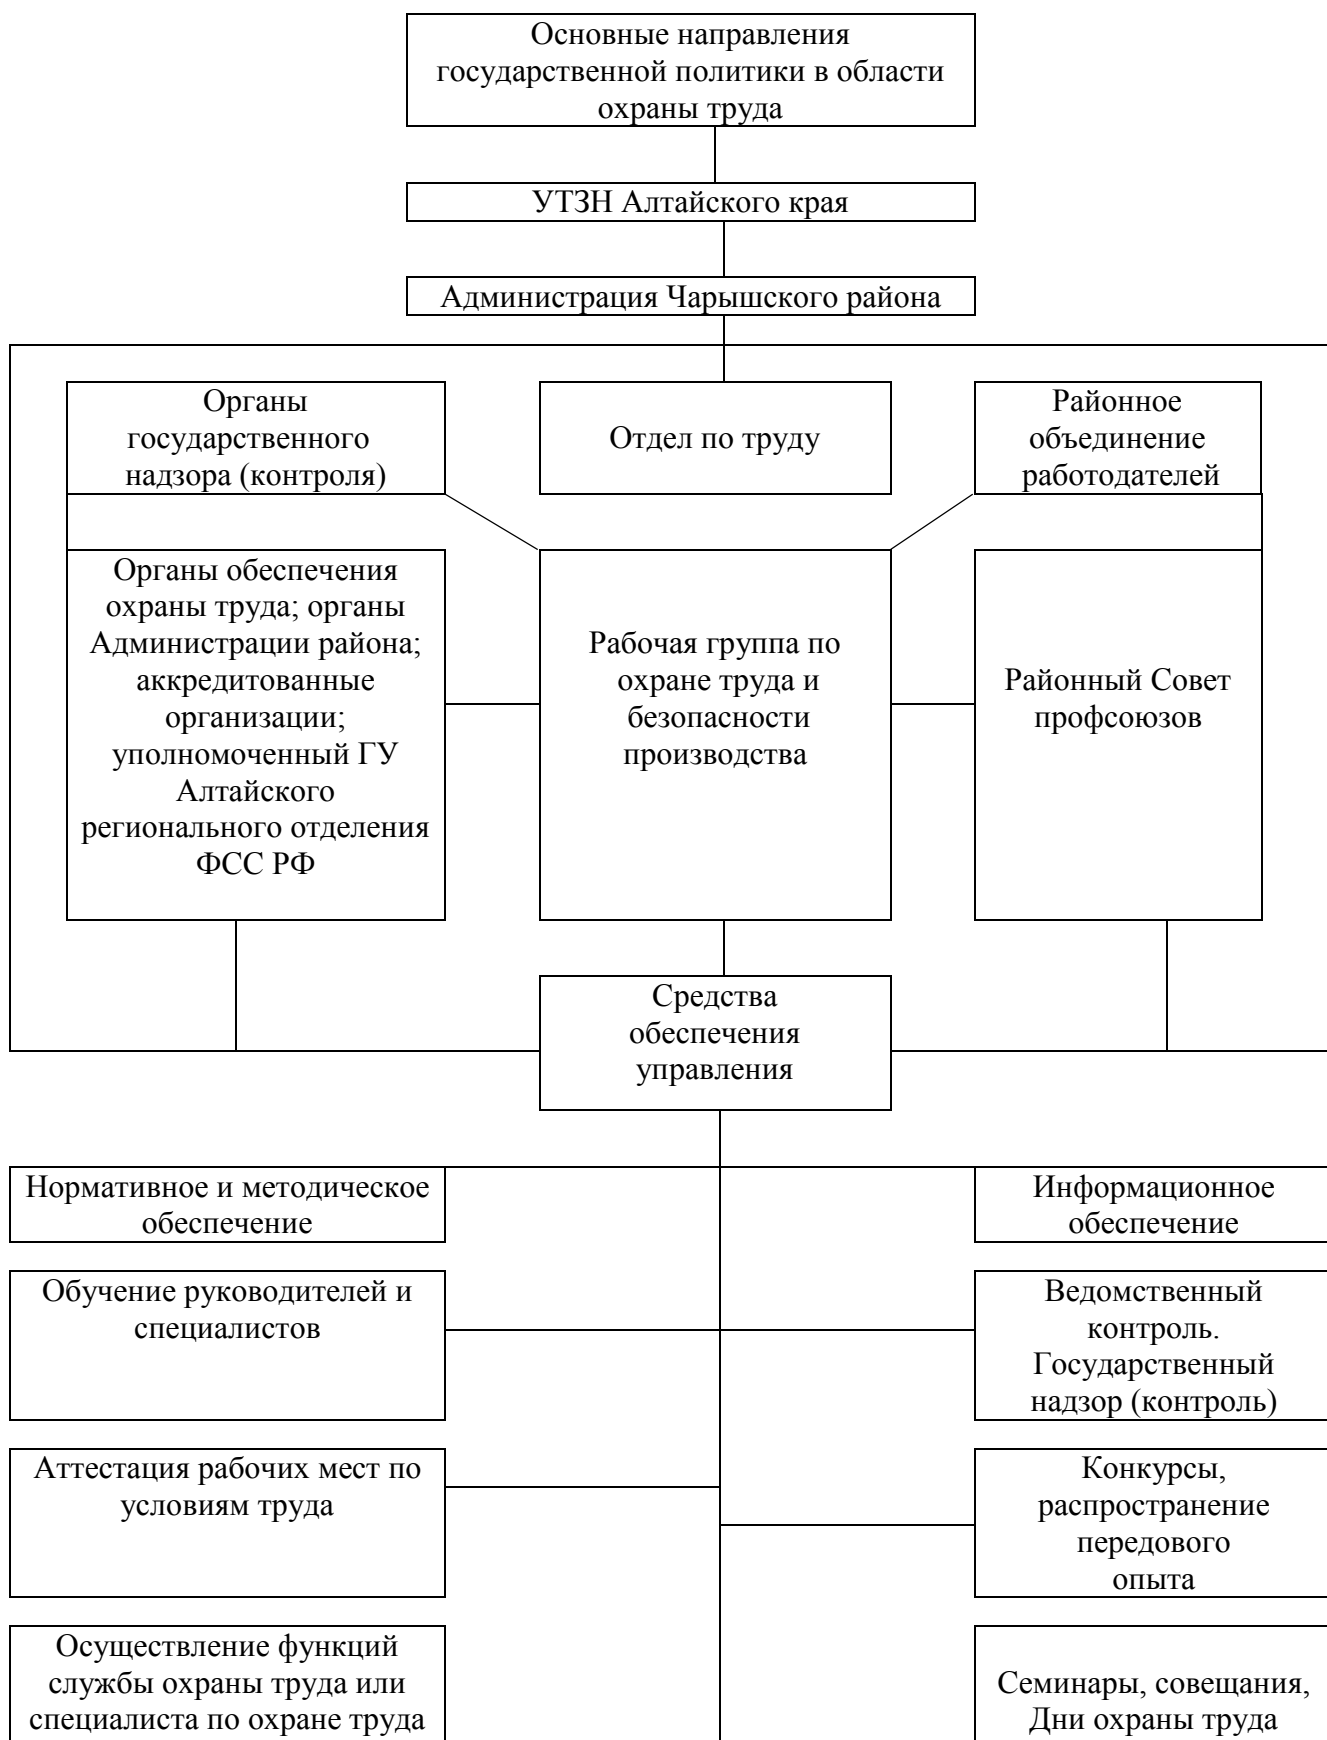 Основные направления
государственной политики в области
охраны труда
УТЗН Алтайского края
Администрация Чарышского района
Органы
государственного
надзора (контроля)
Отдел по труду
Районное
объединение
работодателей
Органы обеспечения
охраны труда; органы
Администрации района;
аккредитованные
организации;
уполномоченный ГУ
Алтайского
регионального отделения
ФСС РФ
Рабочая группа по
охране труда и
безопасности
производства
Районный Совет
профсоюзов
Средства
обеспечения
управления
Нормативное и методическое
обеспечение
Информационное
обеспечение
Обучение руководителей и
специалистов
Ведомственный
контроль.
Государственный
надзор (контроль)
Аттестация рабочих мест по
условиям труда
Конкурсы,
распространение
передового
опыта
Осуществление функций
службы охраны труда или
специалиста по охране труда
Семинары, совещания,
Дни охраны труда